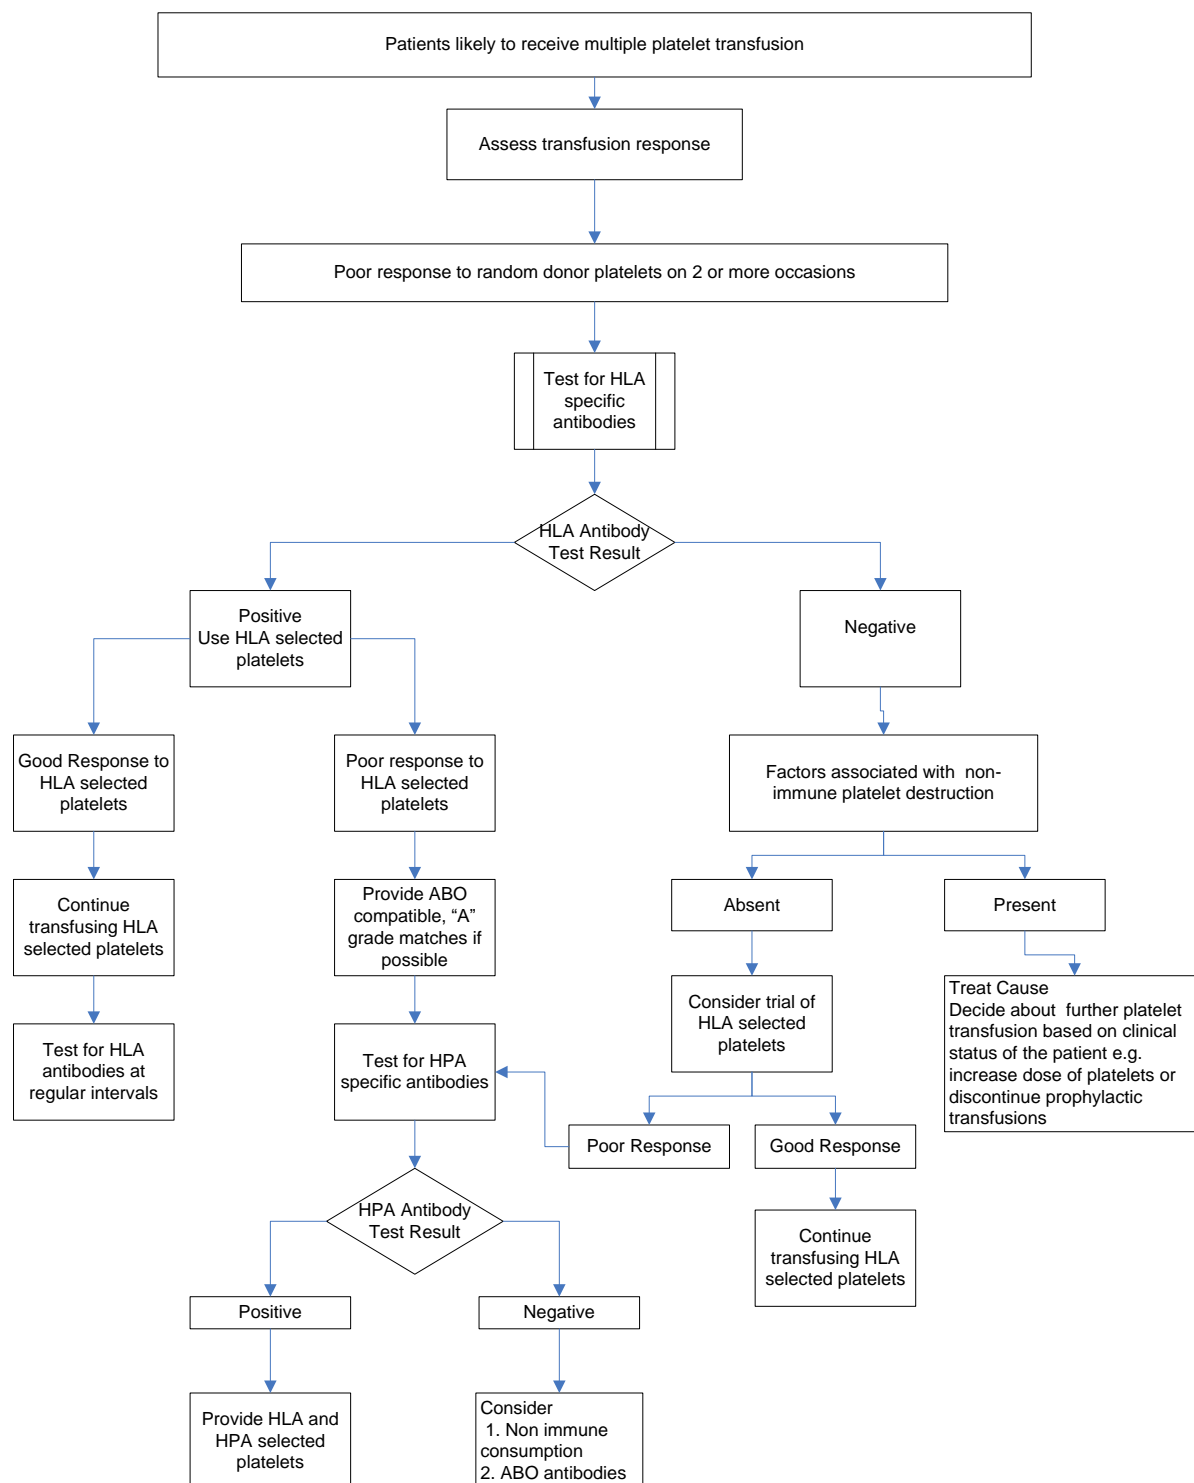 Patients likely to receive multiple platelet transfusion
Assess transfusion response
Poor response to random donor platelets on 2 or more occasions
Test for HLA
specific
antibodies
HLA Antibody
Test Result
Positive
Use HLA selected
platelets
Negative
Good Response to
HLA selected
platelets
Poor response to
HLA selected
platelets
Factors associated with  non-
immune platelet destruction
Continue
transfusing HLA
selected platelets
Provide ABO
compatible, “A”
grade matches if
possible
Absent
Present
Test for HLA
antibodies at
regular intervals
Test for HPA
specific antibodies
Consider trial of
HLA selected
platelets
Treat Cause
Decide about  further platelet
transfusion based on clinical
status of the patient e.g.
increase dose of platelets or
discontinue prophylactic
transfusions
Poor Response
Good Response
HPA Antibody
Test Result
Continue
transfusing HLA
selected platelets
Positive
Negative
Provide HLA and
HPA selected
platelets
Consider
1. Non immune
consumption
2. ABO antibodies